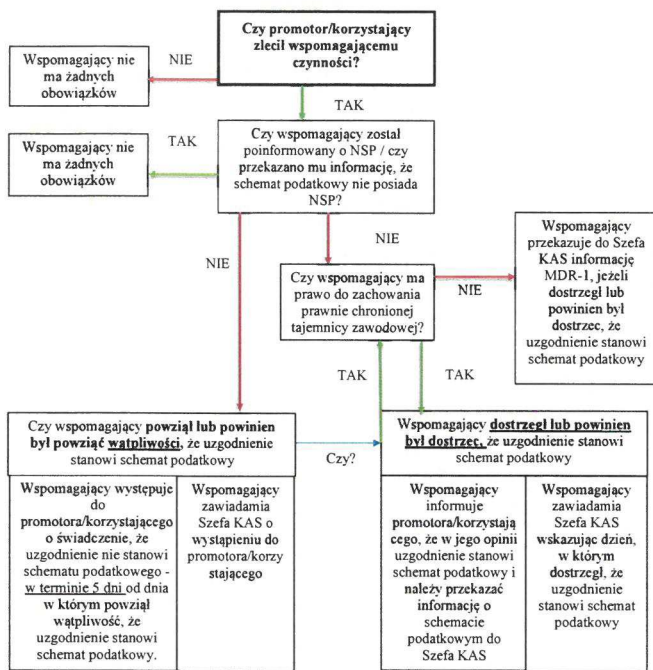 Czy promotor/korzystający
zlecił wspomagającemu
czynności?
NIE
Wspomagający nie
ma żadnych
obowiązków
TAK
Czy wspomagający został
poinformowany o NSP / czy
przekazano mu informację, że
schemat podatkowy nie posiada
NSP?
TAK
Wspomagający nie
ma żadnych
obowiązków
NIE
NIE
Czy wspomagający ma
prawo do zachowania
prawnie chronionej
tajemnicy zawodowej?
NIE
Wspomagający
przekazuje do Szefa
KAS informację
MDR-1, jeżeli
dostrzegł lub
powinien był
dostrzec, że
uzgodnienie stanowi
schemat podatkowy
TAK
TAK
Czy wspomagający powziął lub powinien
był powziąć wątpliwości, że uzgodnienie
stanowi schemat podatkowy
Czy?
Wspomagający dostrzegł lub powinien
był dostrzec, że uzgodnienie stanowi
schemat podatkowy
Wspomagający występuje
do
promotora/korzystającego
o świadczenie, że
uzgodnienie nie stanowi
schematu podatkowego -
w terminie 5 dni od dnia
w którym powziął
wątpliwość, że
uzgodnienie stanowi
schemat podatkowy.
Wspomagający
zawiadamia
Szefa KAS o
wystąpieniu do
promotora/korzy
stającego
Wspomagający
informuje
promotora/korzystają
cego, że w jego opinii
uzgodnienie stanowi
schemat podatkowy i
należy przekazać
informację o
schemacie
podatkowym do
Szefa KAS
Wspomagający
zawiadamia
Szefa KAS
wskazując dzień,
w którym
dostrzegł, że
uzgodnienie
stanowi schemat
podatkowy